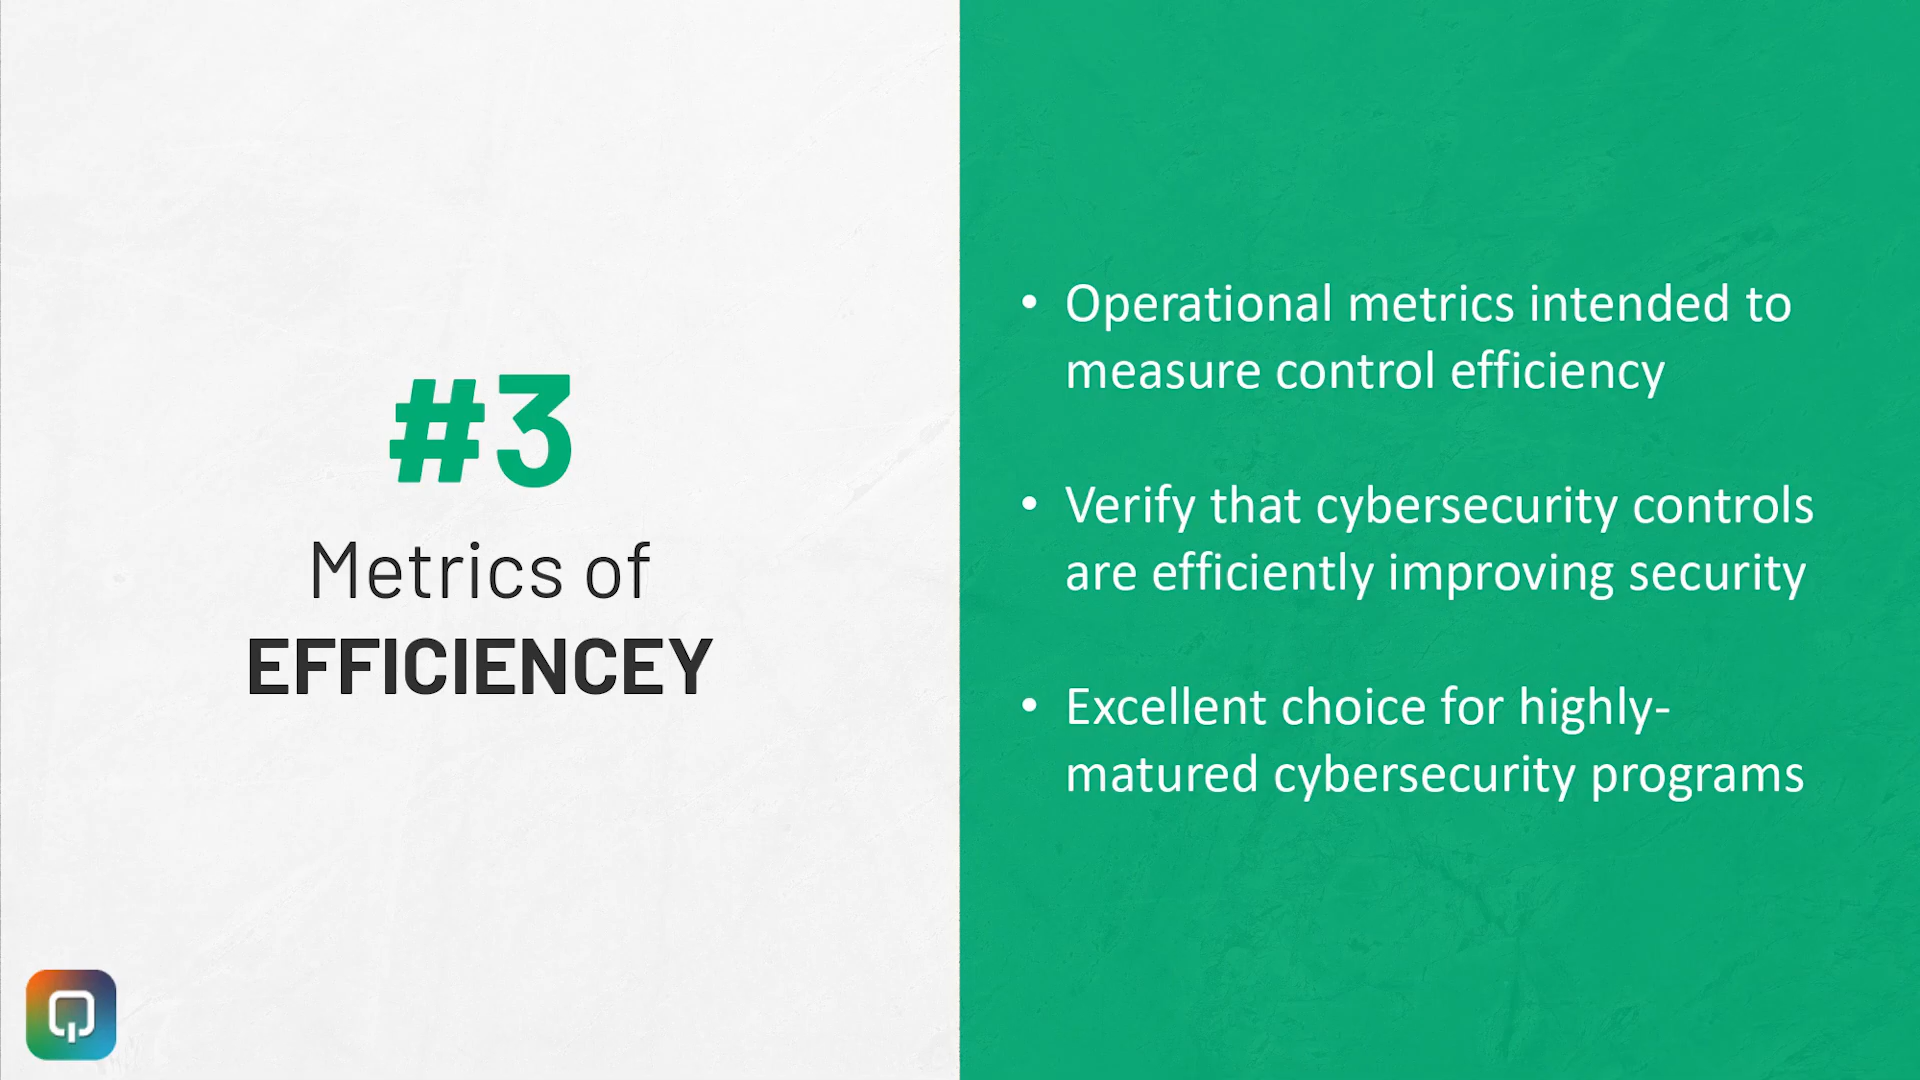 #3
Metrics of
EFFICIENCEY
• Operational metrics intended to
measure control efficiency
• Verify that cybersecurity controls
are efficiently improving security
• Excellent choice for highly-
matured cybersecurity programs